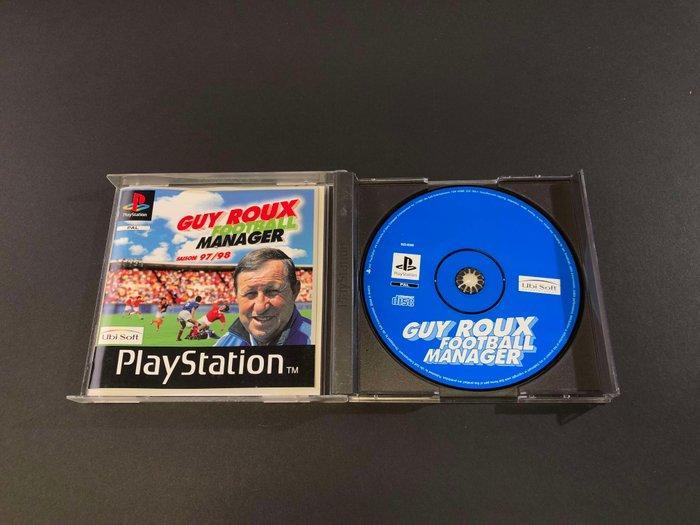 PlayStation
PAL
GUY ROUX
FOOTBALL
MANAGER
SAISON 97/98
Ubi Soft
PlayStation TM
PlayStation
PAL
Ubi Soft
GUY ROUX
FOOTBALL
MANAGER